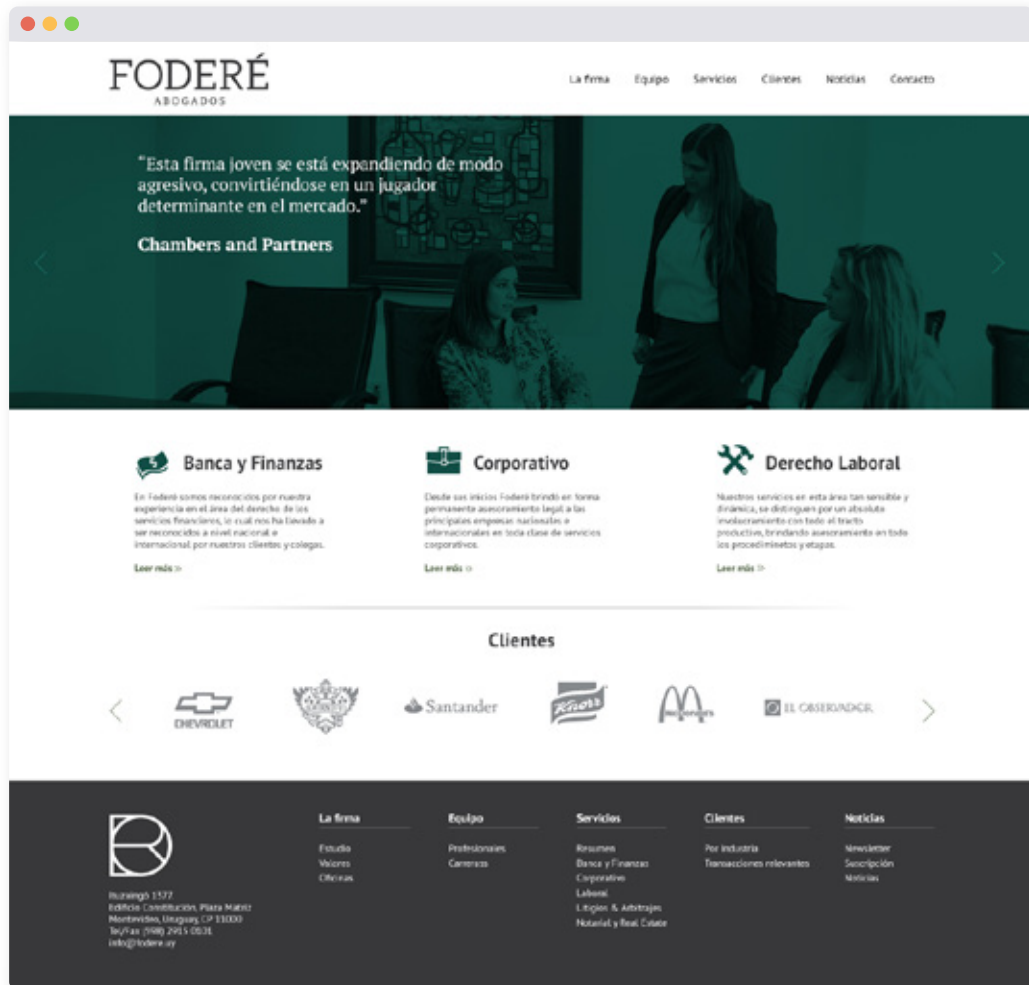 FODERÉ
ABOGADOS
La firma Equipo Servicios Clientes Noticias Contacto
“Esta firma joven se está expandiendo de modo
agresivo, convirtiéndose en un jugador
determinante en el mercado.”
Chambers and Partners
Banca y Finanzas
En Foderé somos reconocidos por nuestra
experiencia en el área del derecho de los
servicios financieros, lo cual nos ha llevado a
ser reconocidos a nivel nacional e
internacional por nuestros clientes y colegas.
Leer más »
Corporativo
Desde sus inicios Foderé brindó en forma
permanente asesoramiento legal a las
principales empresas nacionales e
internacionales en toda clase de servicios
corporativos.
Leer más »
Derecho Laboral
Nuestros servicios en esta área tan sensible y
dinámica, se distinguen por un absoluto
involucramiento con todo el tracto
productivo, brindando asesoramiento en todo
los procediminetos y etapas.
Leer más »
Clientes
CHEVROLET
Santander
Knorr
McDonald's
EL OBSERVADOR
Edificio Constitución, Plaza Matriz
Montevideo, Uruguay, CP 11000
Tel/Fax (598) 2915 0101
info@fodere.uy
La firma
Estudio
Valores
Oficinas
Equipo
Profesionales
Carreras
Servicios
Resumen
Banca y Finanzas
Corporativo
Laboral
Litigios & Arbitrajes
Notarial y Real Estate
Clientes
Por industria
Transacciones relevantes
Noticias
Newsletter
Suscripción
Noticias